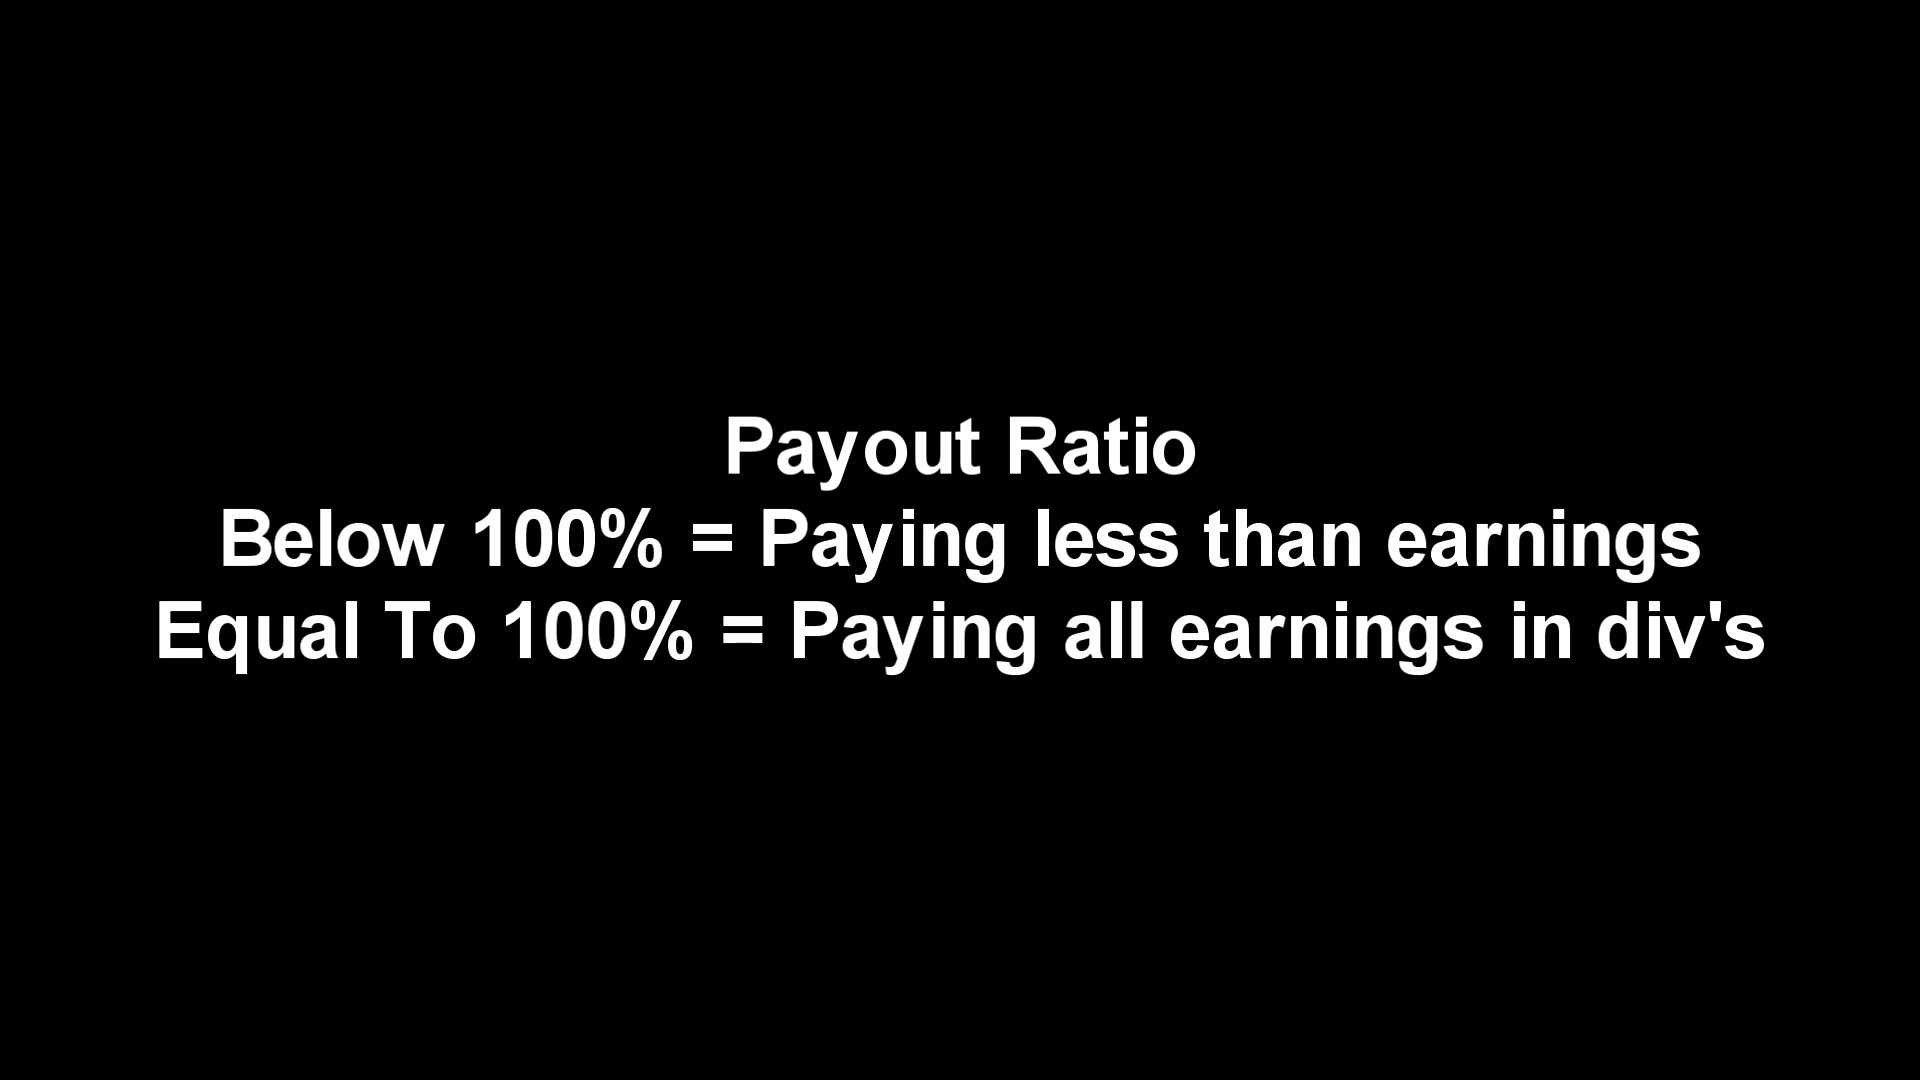 Payout Ratio
Below 100% = Paying less than earnings
Equal To 100% = Paying all earnings in div's